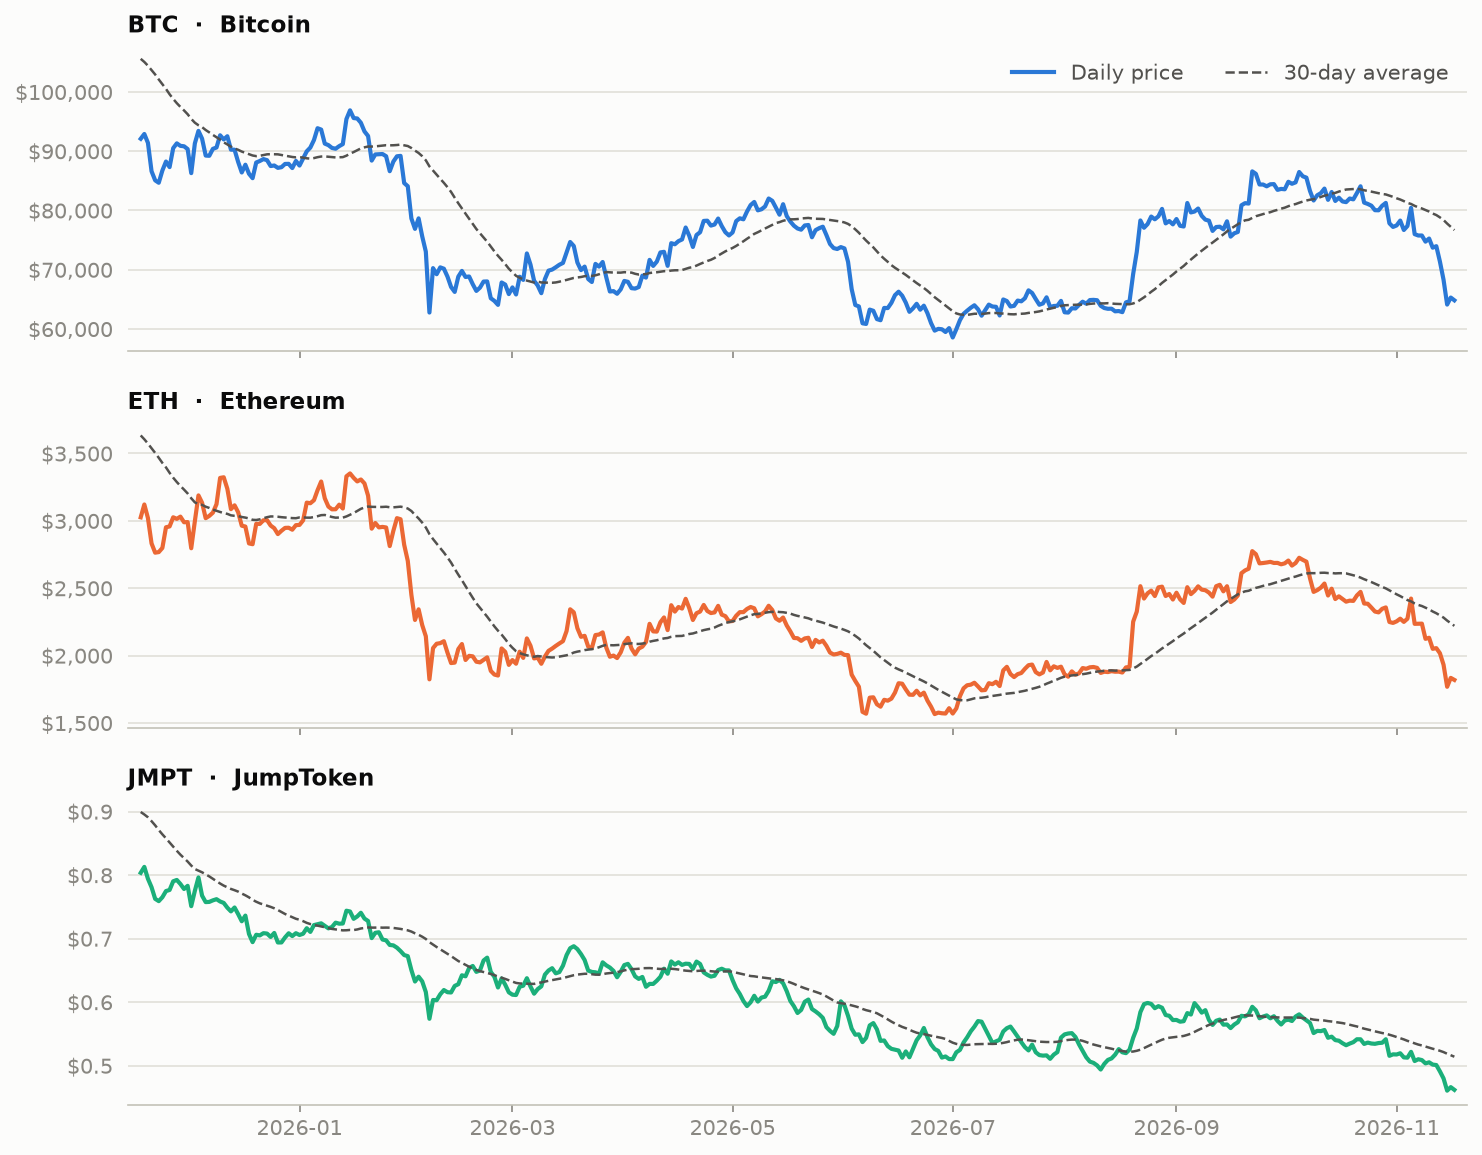 BTC · Bitcoin
Daily price
30-day average
$100,000
$90,000
$80,000
$70,000
$60,000
ETH · Ethereum
$3,500
$3,000
$2,500
$2,000
$1,500
JMPT · JumpToken
$0.9
$0.8
$0.7
$0.6
$0.5
2026-01 2026-03 2026-05 2026-07 2026-09 2026-11